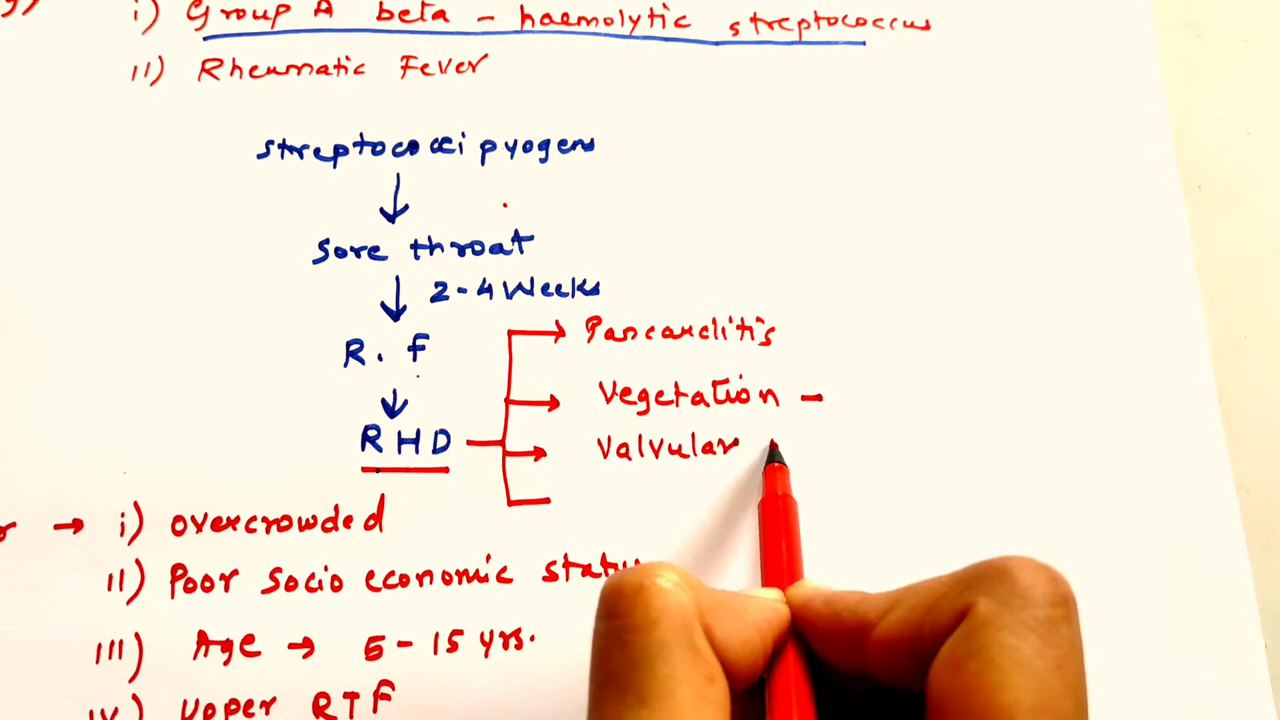 i) Group A beta - haemolytic streptococcus
ii) Rheumatic Fever
streptococci pyogens
Sore throat
2-4 Weeks
R. f
Pancarditis
Vegetation -
RHD
Valvular
→ i) overcrowded
ii) Poor Socio economic
iii) Age → 5-15 yrs.
iv) Upper RTF